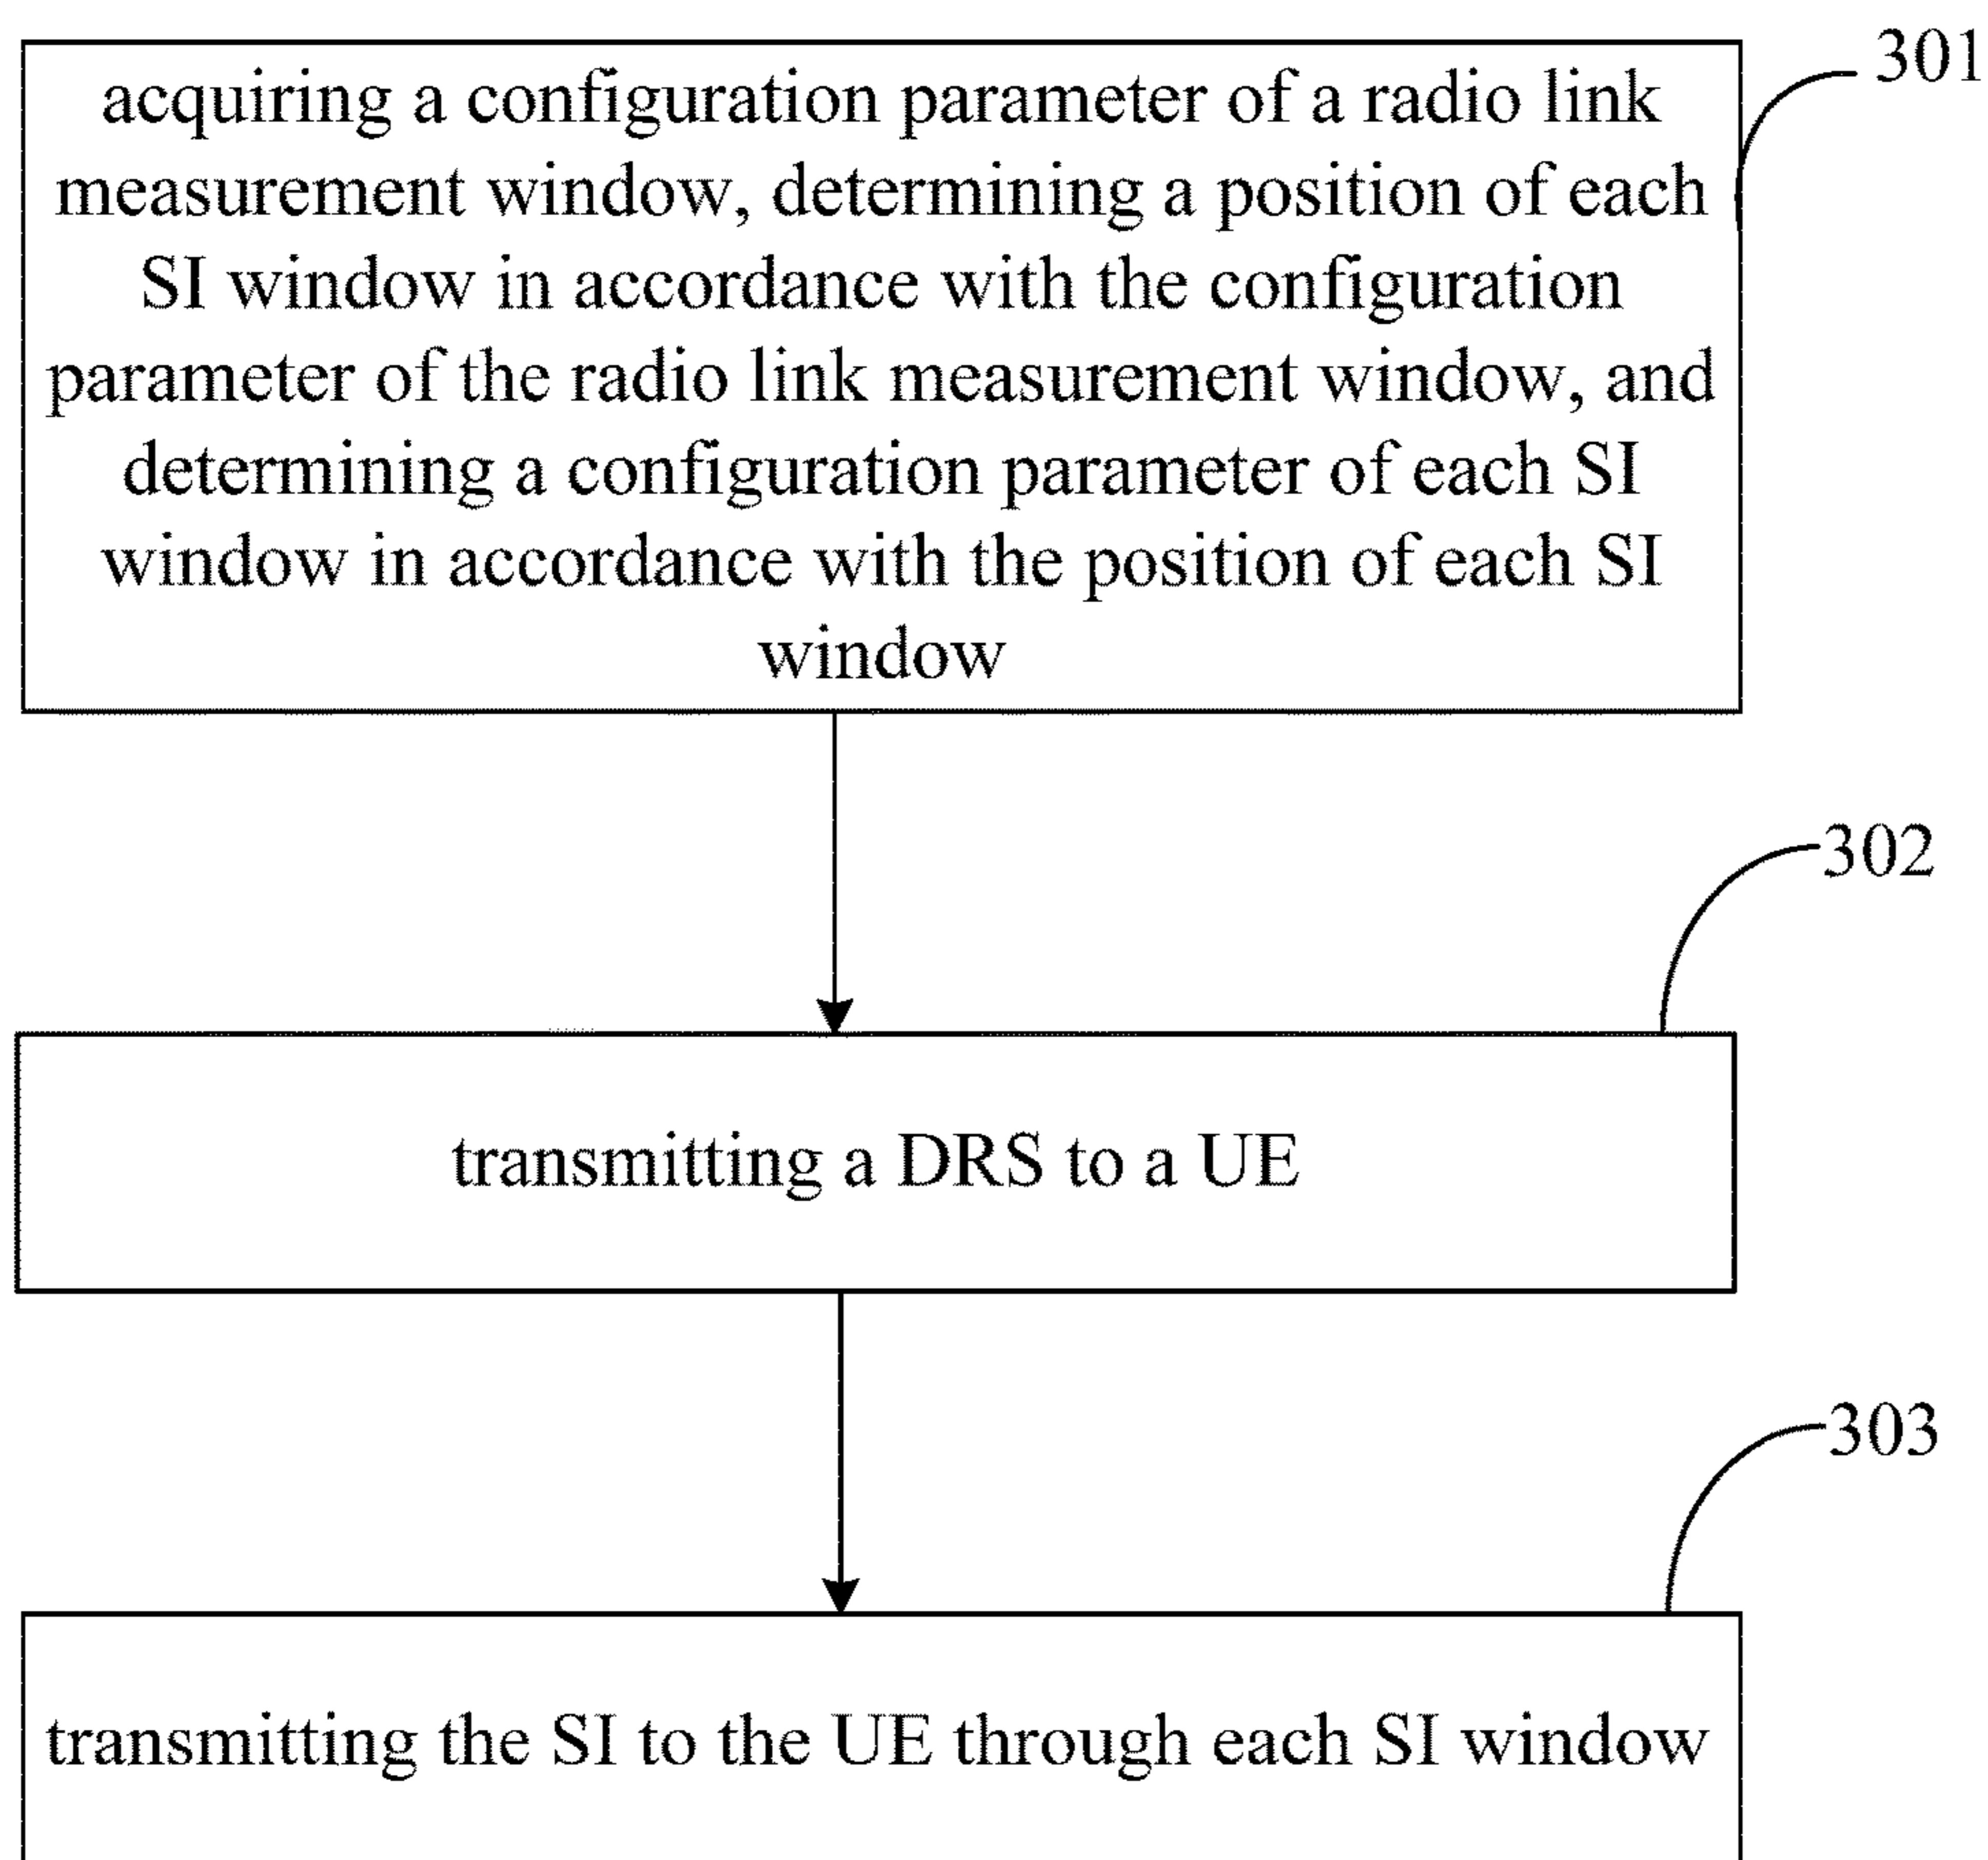 301
acquiring a configuration parameter of a radio link
measurement window, determining a position of each
SI window in accordance with the configuration
parameter of the radio link measurement window, and
determining a configuration parameter of each SI
window in accordance with the position of each SI
window
302
transmitting a DRS to a UE
303
transmitting the SI to the UE through each SI window